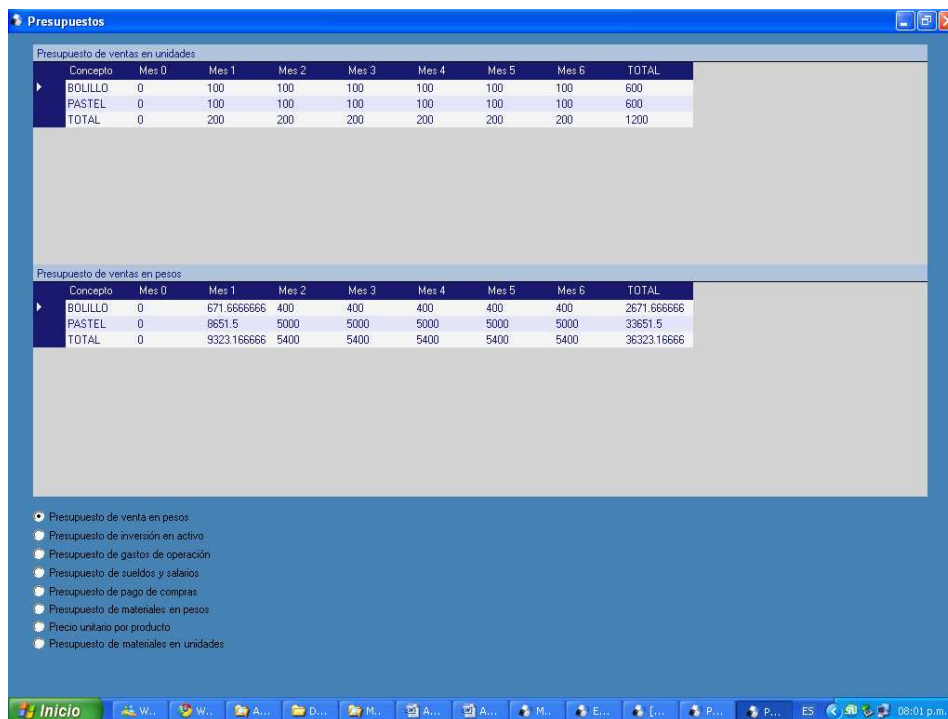 Presupuestos
Presupuesto de ventas en unidades
Concepto Mes 0 Mes 1 Mes 2 Mes 3 Mes 4 Mes 5 Mes 6 TOTAL
BOLILLO 0 100 100 100 100 100 100 600
PASTEL 0 100 100 100 100 100 100 600
TOTAL 0 200 200 200 200 200 200 1200
Presupuesto de ventas en pesos
Concepto Mes 0 Mes 1 Mes 2 Mes 3 Mes 4 Mes 5 Mes 6 TOTAL
BOLILLO 0 671.6666666 400 400 400 400 400 2671.666666
PASTEL 0 8651.5 5000 5000 5000 5000 5000 33651.5
TOTAL 0 9323.166666 5400 5400 5400 5400 5400 36323.16666
Presupuesto de venta en pesos
Presupuesto de inversión en activo
Presupuesto de gastos de operación
Presupuesto de sueldos y salarios
Presupuesto de pago de compras
Presupuesto de materiales en pesos
Precio unitario por producto
Presupuesto de materiales en unidades
Inicio W... W... A... D... M... A... A... M... E... [... P... P... ES 08:01 p.m.